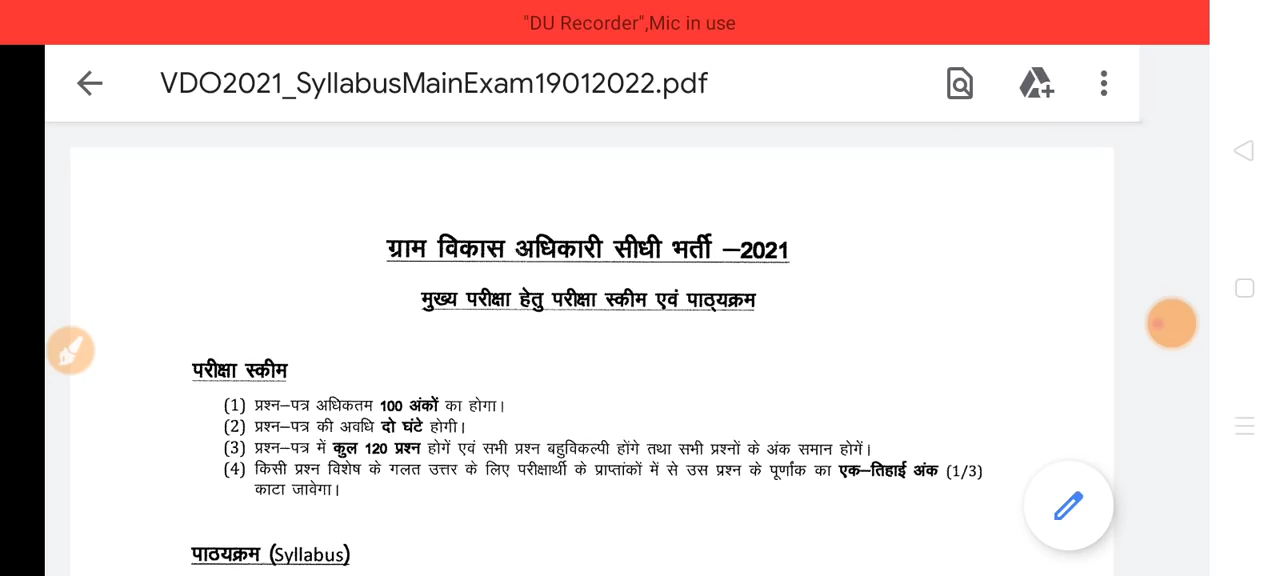 "DU Recorder",Mic in use
VDO2021_SyllabusMainExam19012022.pdf
ग्राम विकास अधिकारी सीधी भर्ती –2021
मुख्य परीक्षा हेतु परीक्षा स्कीम एवं पाठ्यक्रम
परीक्षा स्कीम
(1) प्रश्न–पत्र अधिकतम 100 अंकों का होगा।
(2) प्रश्न–पत्र की अवधि दो घंटे होगी।
(3) प्रश्न–पत्र में कुल 120 प्रश्न होगें एवं सभी प्रश्न बहुविकल्पी होंगे तथा सभी प्रश्नों के अंक समान होगें।
(4) किसी प्रश्न विशेष के गलत उत्तर के लिए परीक्षार्थी के प्राप्तांकों में से उस प्रश्न के पूर्णांक का एक–तिहाई अंक (1/3)
काटा जावेगा।
पाठयक्रम (Syllabus)